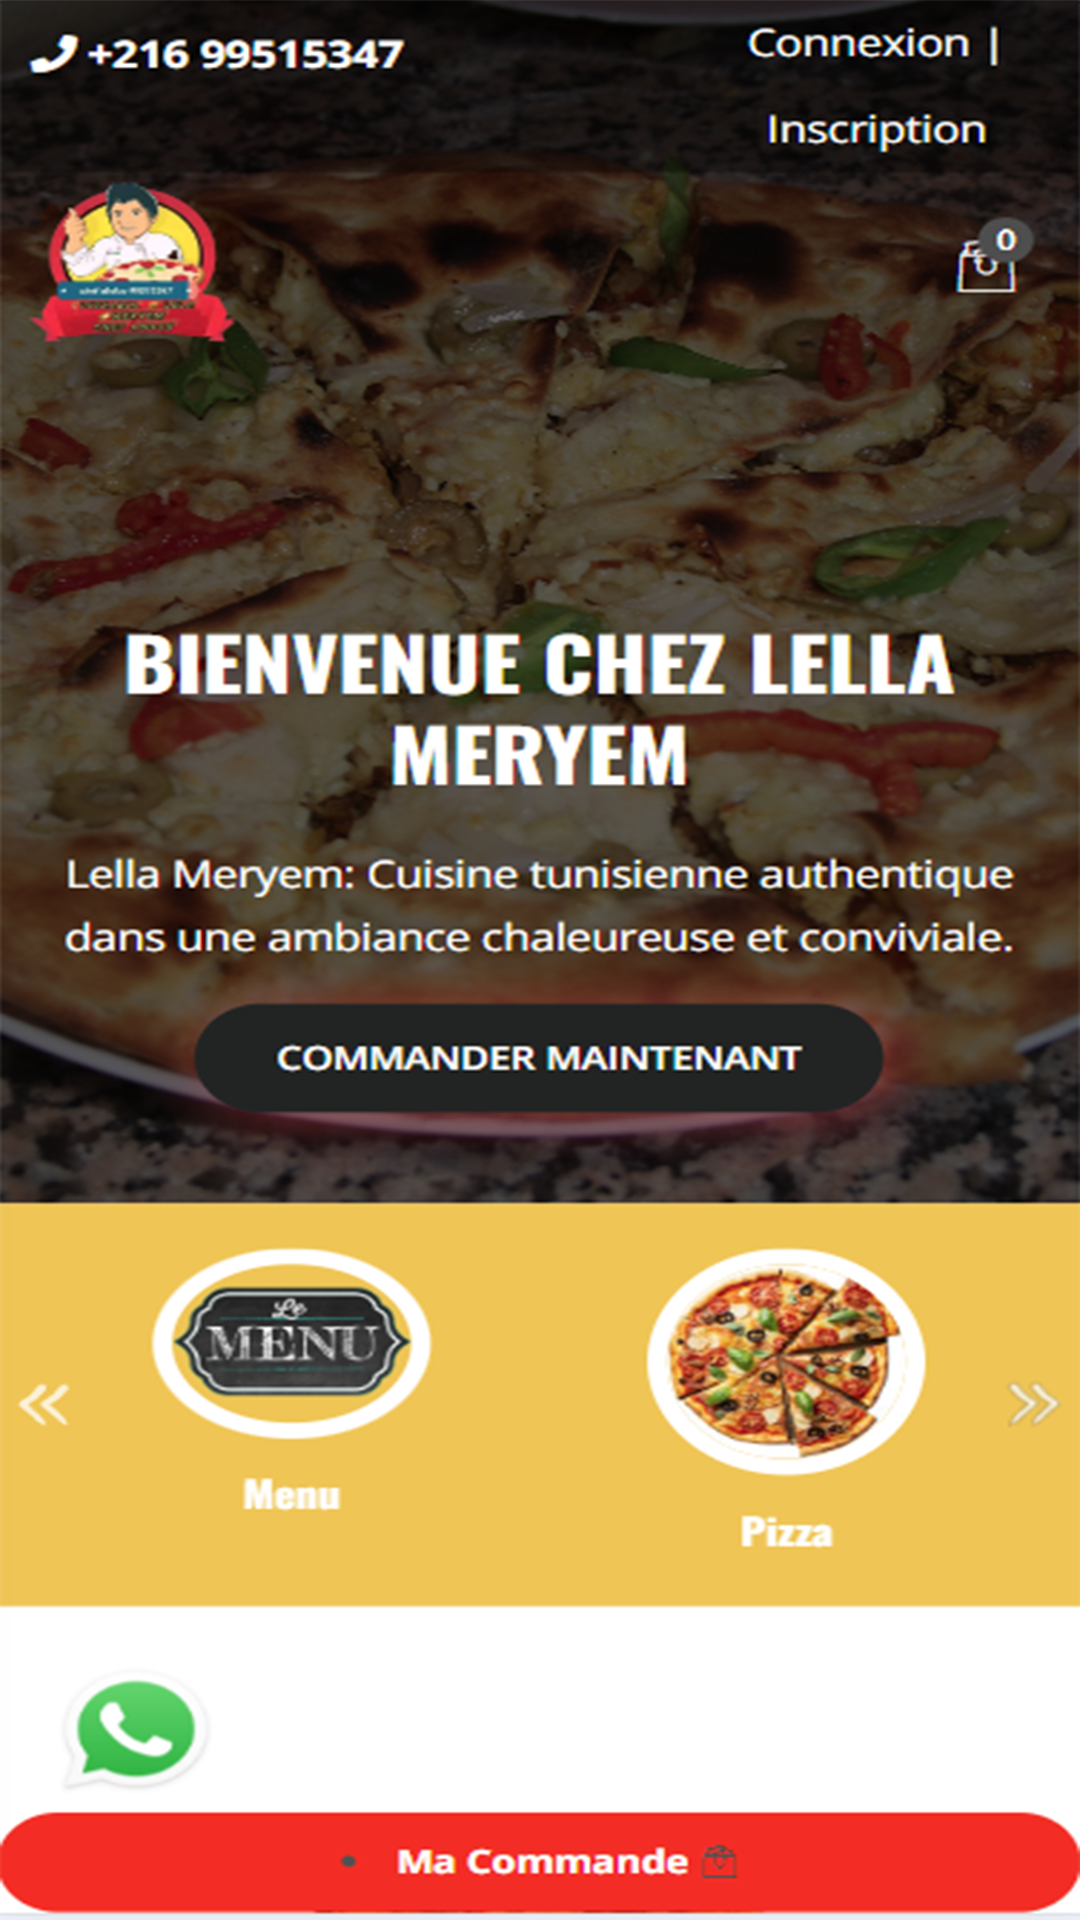 +216 99515347
Connexion |
Inscription
0
BIENVENUE CHEZ LELLA
MERYEM
Lella Meryem: Cuisine tunisienne authentique
dans une ambiance chaleureuse et conviviale.
COMMANDER MAINTENANT
Le
MENU
Menu
Pizza
Ma Commande